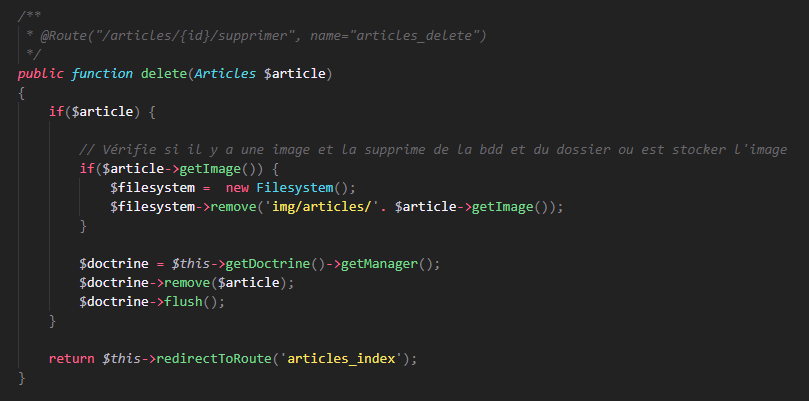 /**
 * @Route("/articles/{id}/supprimer", name="articles_delete")
 */
public function delete(Articles $article)
{
    if($article) {
        // Vérifie si il y a une image et la supprime de la bdd et du dossier ou est stocker l'image
        if($article->getImage()) {
            $filesystem =  new Filesystem();
            $filesystem->remove('img/articles/'. $article->getImage());
        }
        $doctrine = $this->getDoctrine()->getManager();
        $doctrine->remove($article);
        $doctrine->flush();
    }
    return $this->redirectToRoute('articles_index');
}